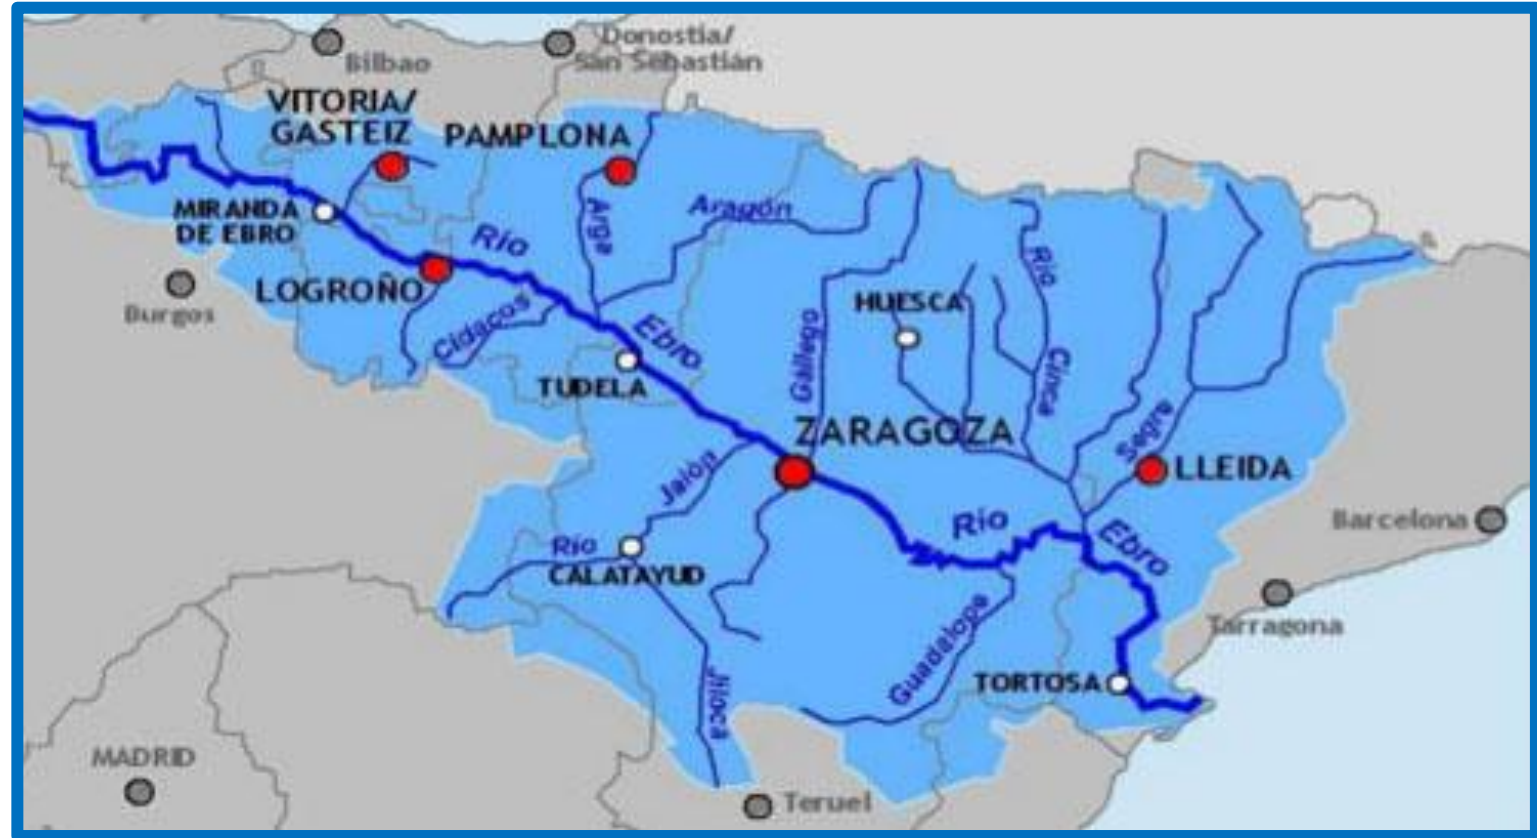 Donostia/
San Sebastián
Bilbao
VITORIA/
GASTEIZ
PAMPLONA
Aragón
Arga
MIRANDA
DE EBRO
Río
Río
LOGROÑO
HUESCA
Burgos
Cidacos
Ebro
Gállego
Cinca
TUDELA
ZARAGOZA
Segre
LLEIDA
Jalón
Río
Ebro
Barcelona
Río
CALATAYUD
Guadalope
Tarragona
Jiloca
TORTOSA
MADRID
Teruel